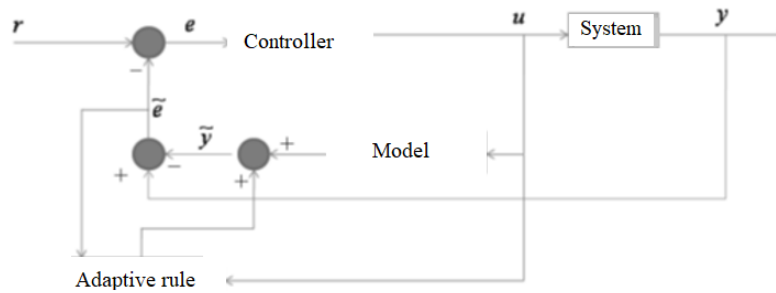 r
e
Controller
u
System
y
−
ẽ
ỹ
+
Model
+
−
+
Adaptive rule